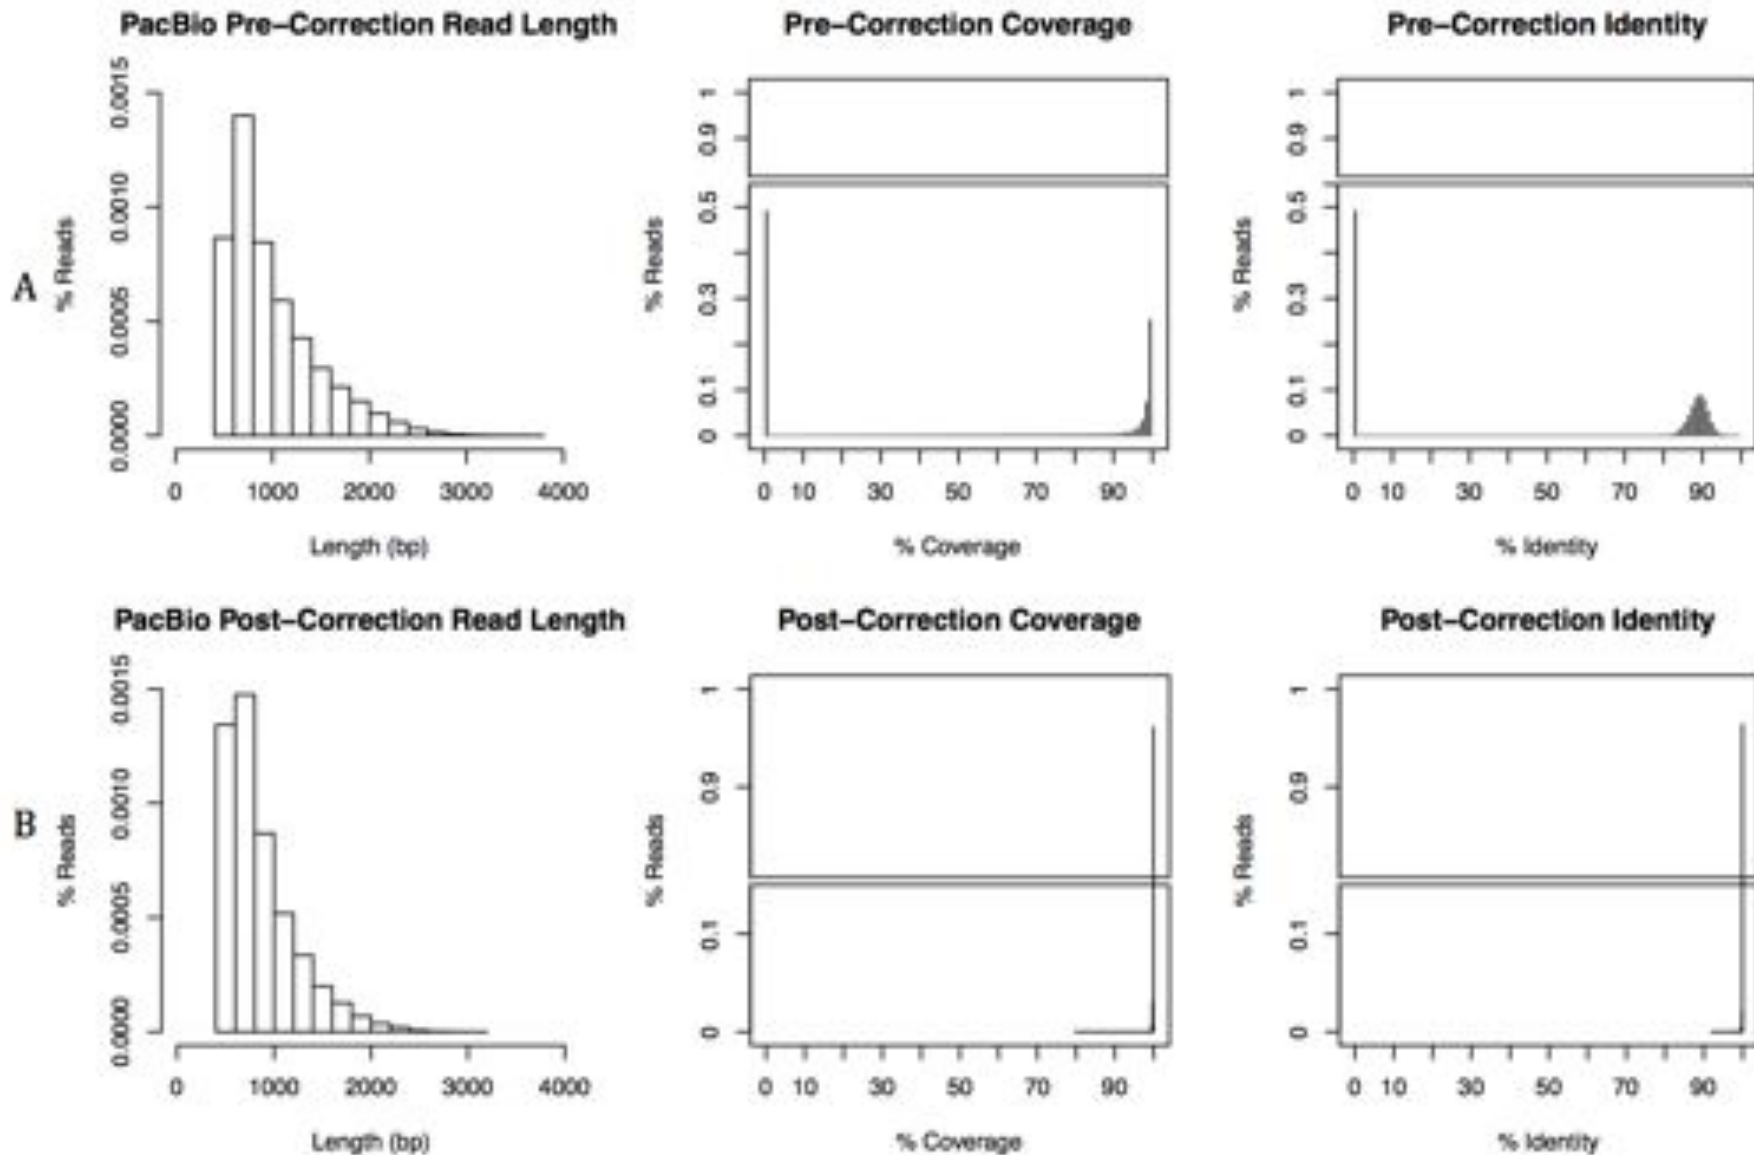 PacBio Pre-Correction Read Length
Pre-Correction Coverage
Pre-Correction Identity
A
% Reads
0.0000 0.0005 0.0010 0.0015
0 1000 2000 3000 4000
Length (bp)
% Reads
0 0.1 0.3 0.5 0.9 1
0 10 30 50 70 90
% Coverage
% Reads
0 0.1 0.3 0.5 0.9 1
0 10 30 50 70 90
% Identity
PacBio Post-Correction Read Length
Post-Correction Coverage
Post-Correction Identity
B
% Reads
0.0000 0.0005 0.0010 0.0015
0 1000 2000 3000 4000
Length (bp)
% Reads
0 0.1 0.9 1
0 10 30 50 70 90
% Coverage
% Reads
0 0.1 0.9 1
0 10 30 50 70 90
% Identity